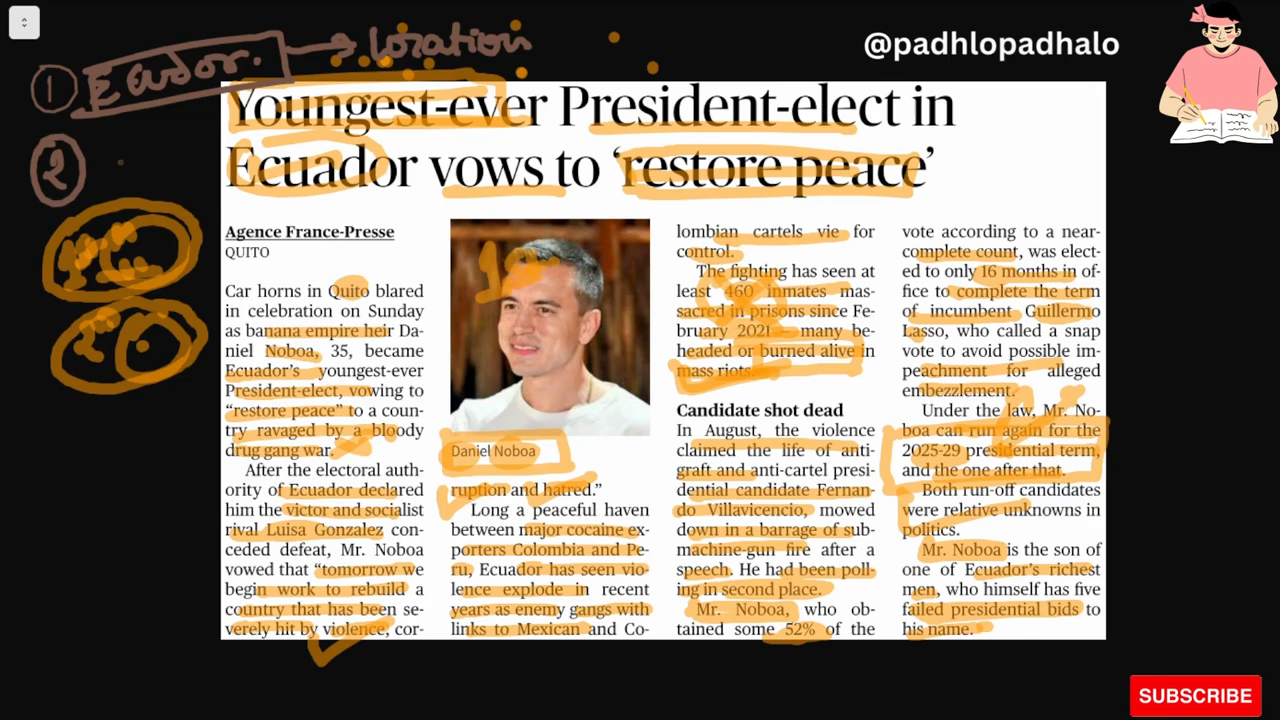 ① Ecuador. → location
②
@padhlopadhalo
Youngest-ever President-elect in
Ecuador vows to ‘restore peace’
Agence France-Presse
QUITO
Car horns in Quito blared
in celebration on Sunday
as banana empire heir Da-
niel Noboa, 35, became
Ecuador’s youngest-ever
President-elect, vowing to
“restore peace” to a coun-
try ravaged by a bloody
drug gang war.
After the electoral auth-
ority of Ecuador declared
him the victor and socialist
rival Luisa Gonzalez con-
ceded defeat, Mr. Noboa
vowed that “tomorrow we
begin work to rebuild a
country that has been se-
verely hit by violence, cor-
Daniel Noboa
ruption and hatred.”
Long a peaceful haven
between major cocaine ex-
porters Colombia and Pe-
ru, Ecuador has seen vio-
lence explode in recent
years as enemy gangs with
links to Mexican and Co-
lombian cartels vie for
control.
The fighting has seen at
least 460 inmates mas-
sacred in prisons since Fe-
bruary 2021 — many be-
headed or burned alive in
mass riots.
Candidate shot dead
In August, the violence
claimed the life of anti-
graft and anti-cartel presi-
dential candidate Fernan-
do Villavicencio, mowed
down in a barrage of sub-
machine-gun fire after a
speech. He had been poll-
ing in second place.
Mr. Noboa, who ob-
tained some 52% of the
vote according to a near-
complete count, was elect-
ed to only 16 months in of-
fice to complete the term
of incumbent Guillermo
Lasso, who called a snap
vote to avoid possible im-
peachment for alleged
embezzlement.
Under the law, Mr. No-
boa can run again for the
2025-29 presidential term,
and the one after that.
Both run-off candidates
were relative unknowns in
politics.
Mr. Noboa is the son of
one of Ecuador’s richest
men, who himself has five
failed presidential bids to
his name.
SUBSCRIBE